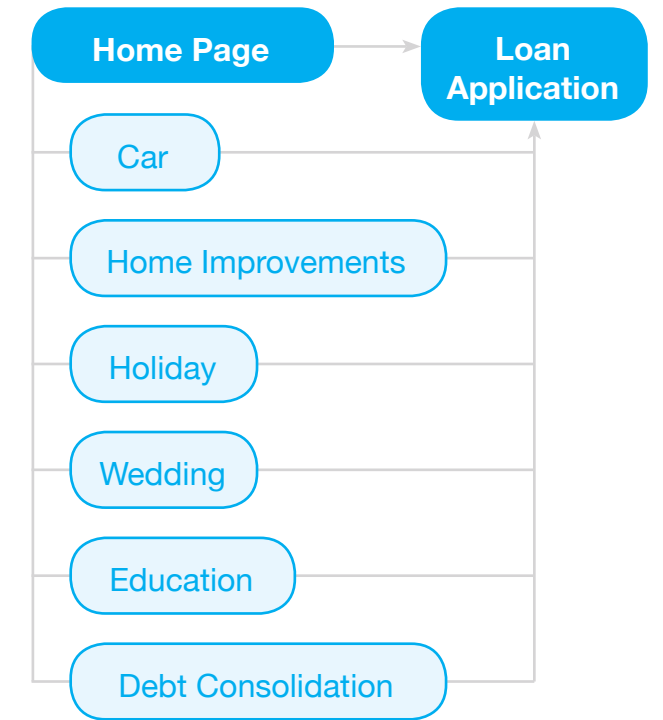 Home Page
Loan
Application
Car
Home Improvements
Holiday
Wedding
Education
Debt Consolidation